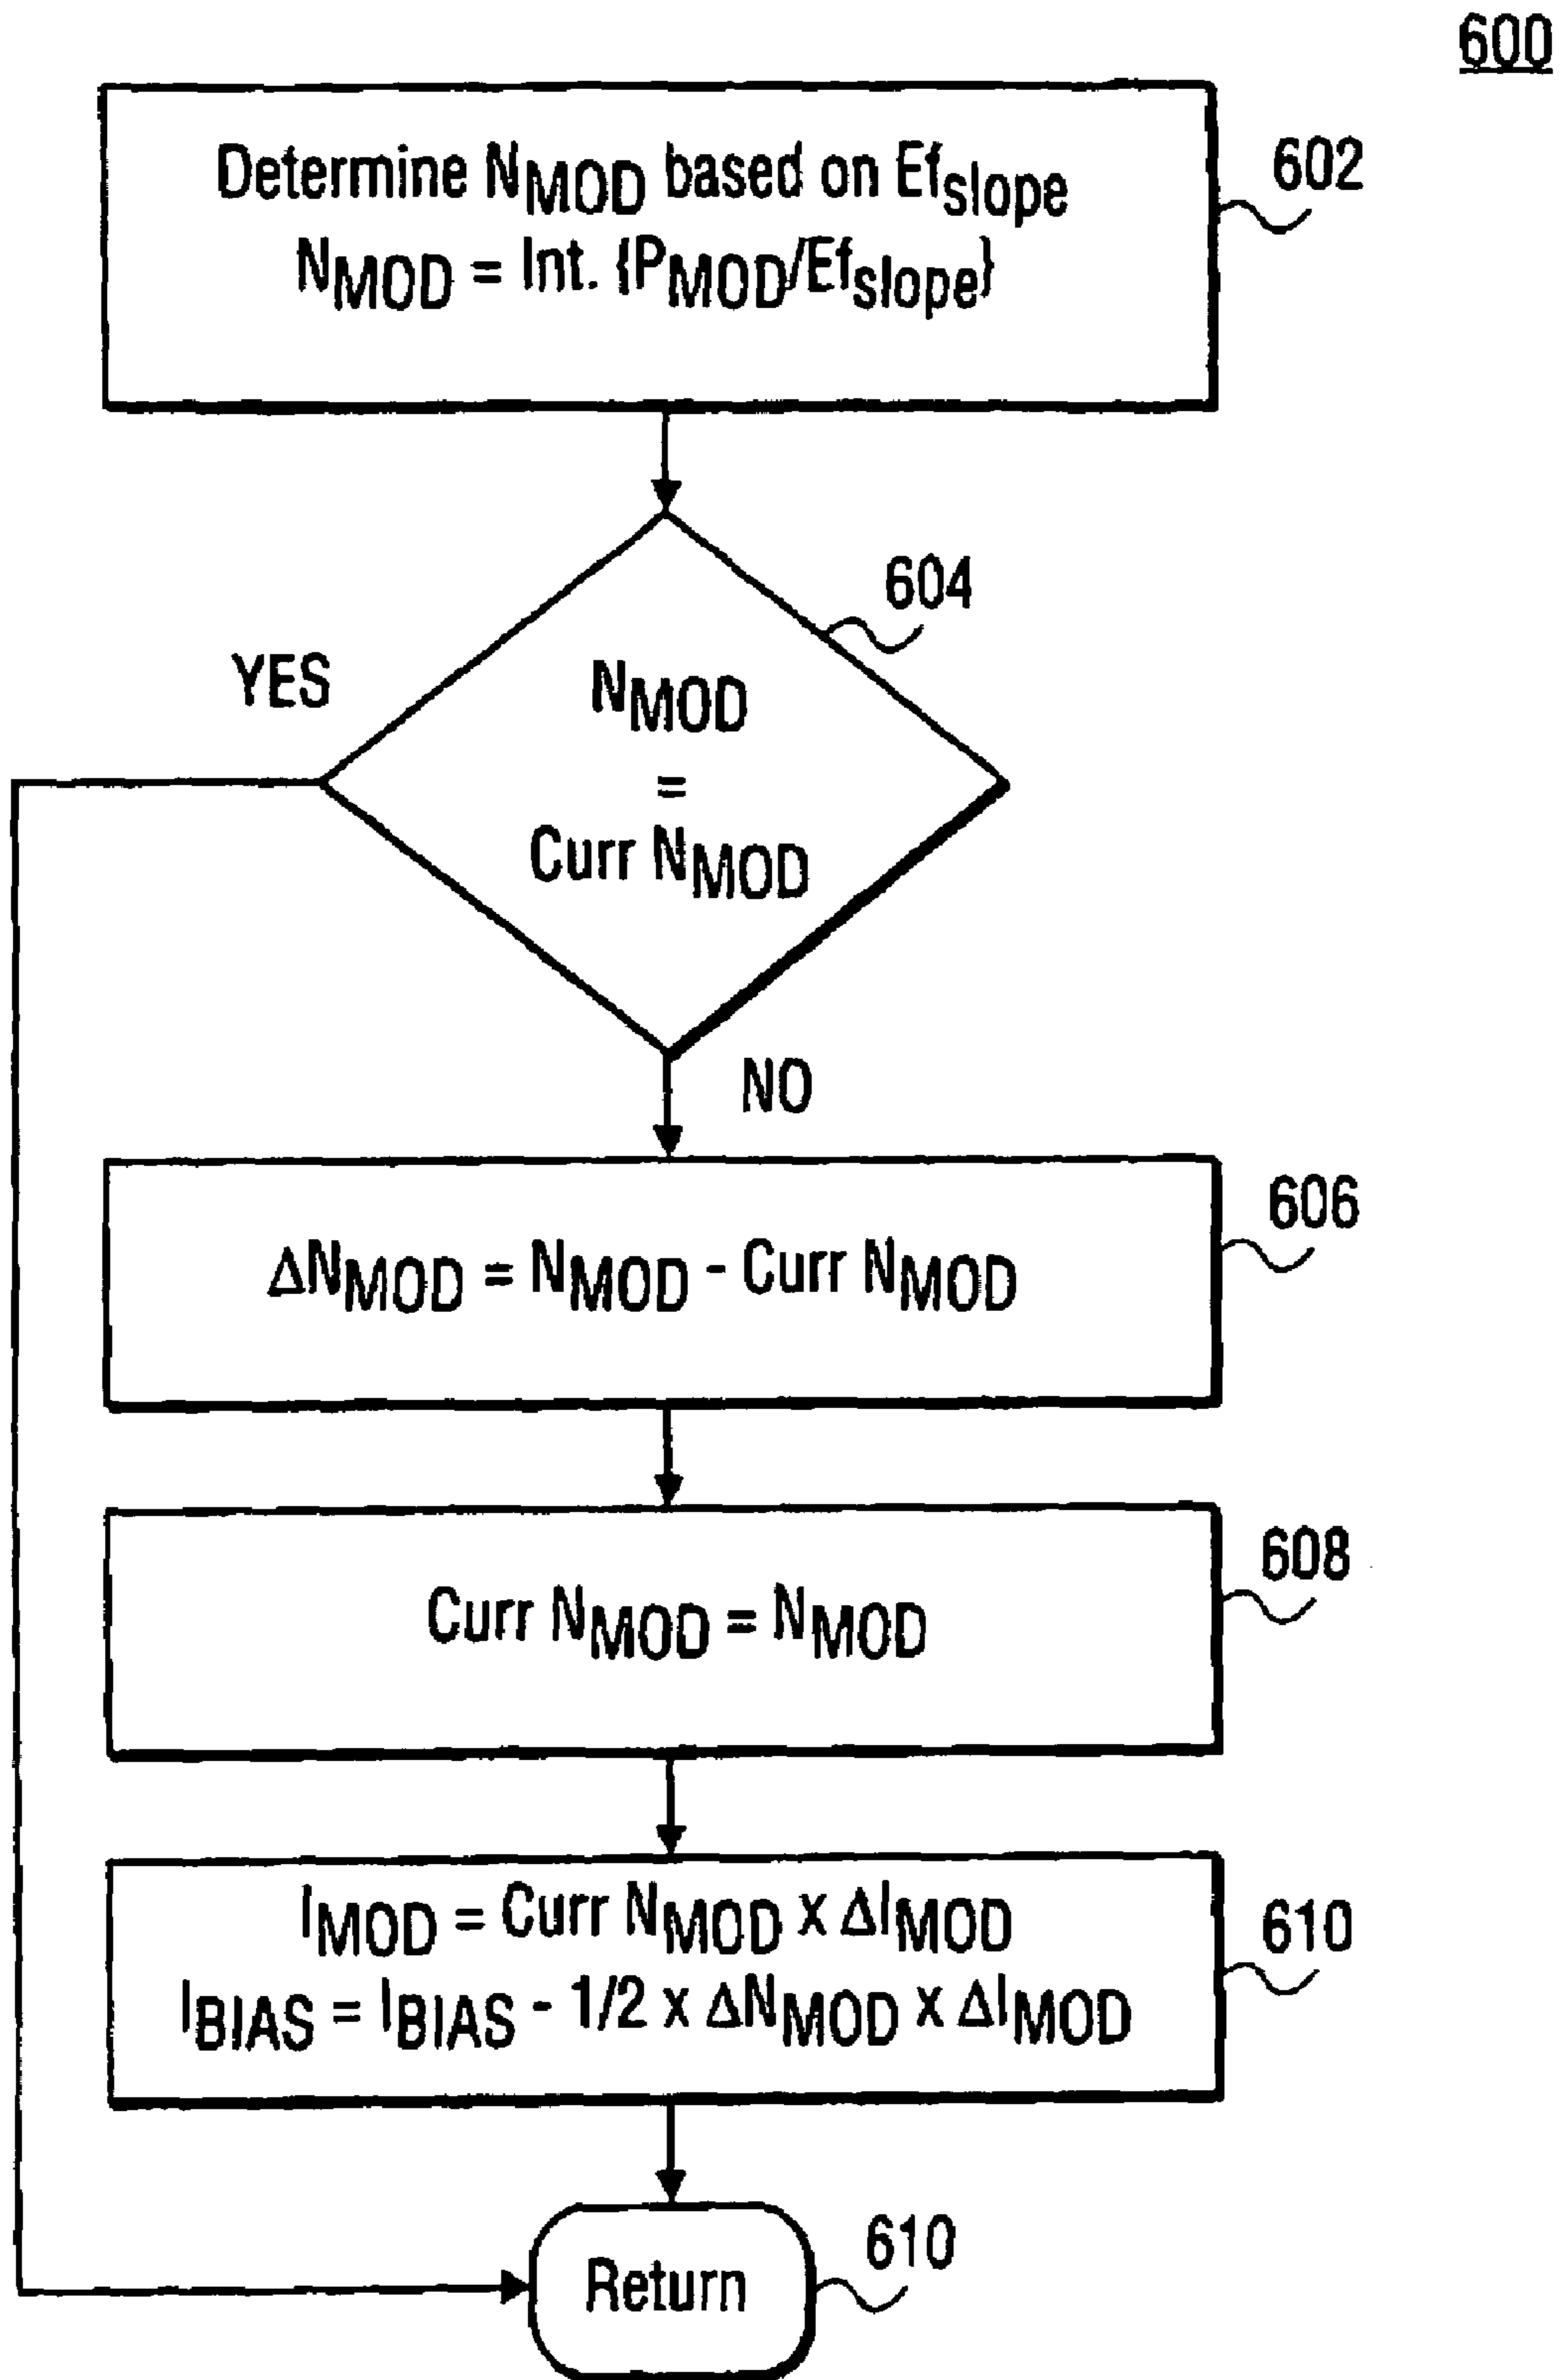 600
Determine NMOD based on Efslope
NMOD = Int. {PMOD/Efslope}
602
604
YES
NMOD
=
Curr NMOD
NO
606
ΔNMOD = NMOD - Curr NMOD
608
Curr NMOD = NMOD
IMOD = Curr NMOD x ΔIMOD
IBIAS = IBIAS - 1/2 x ΔNMOD x ΔIMOD
610
Return
610